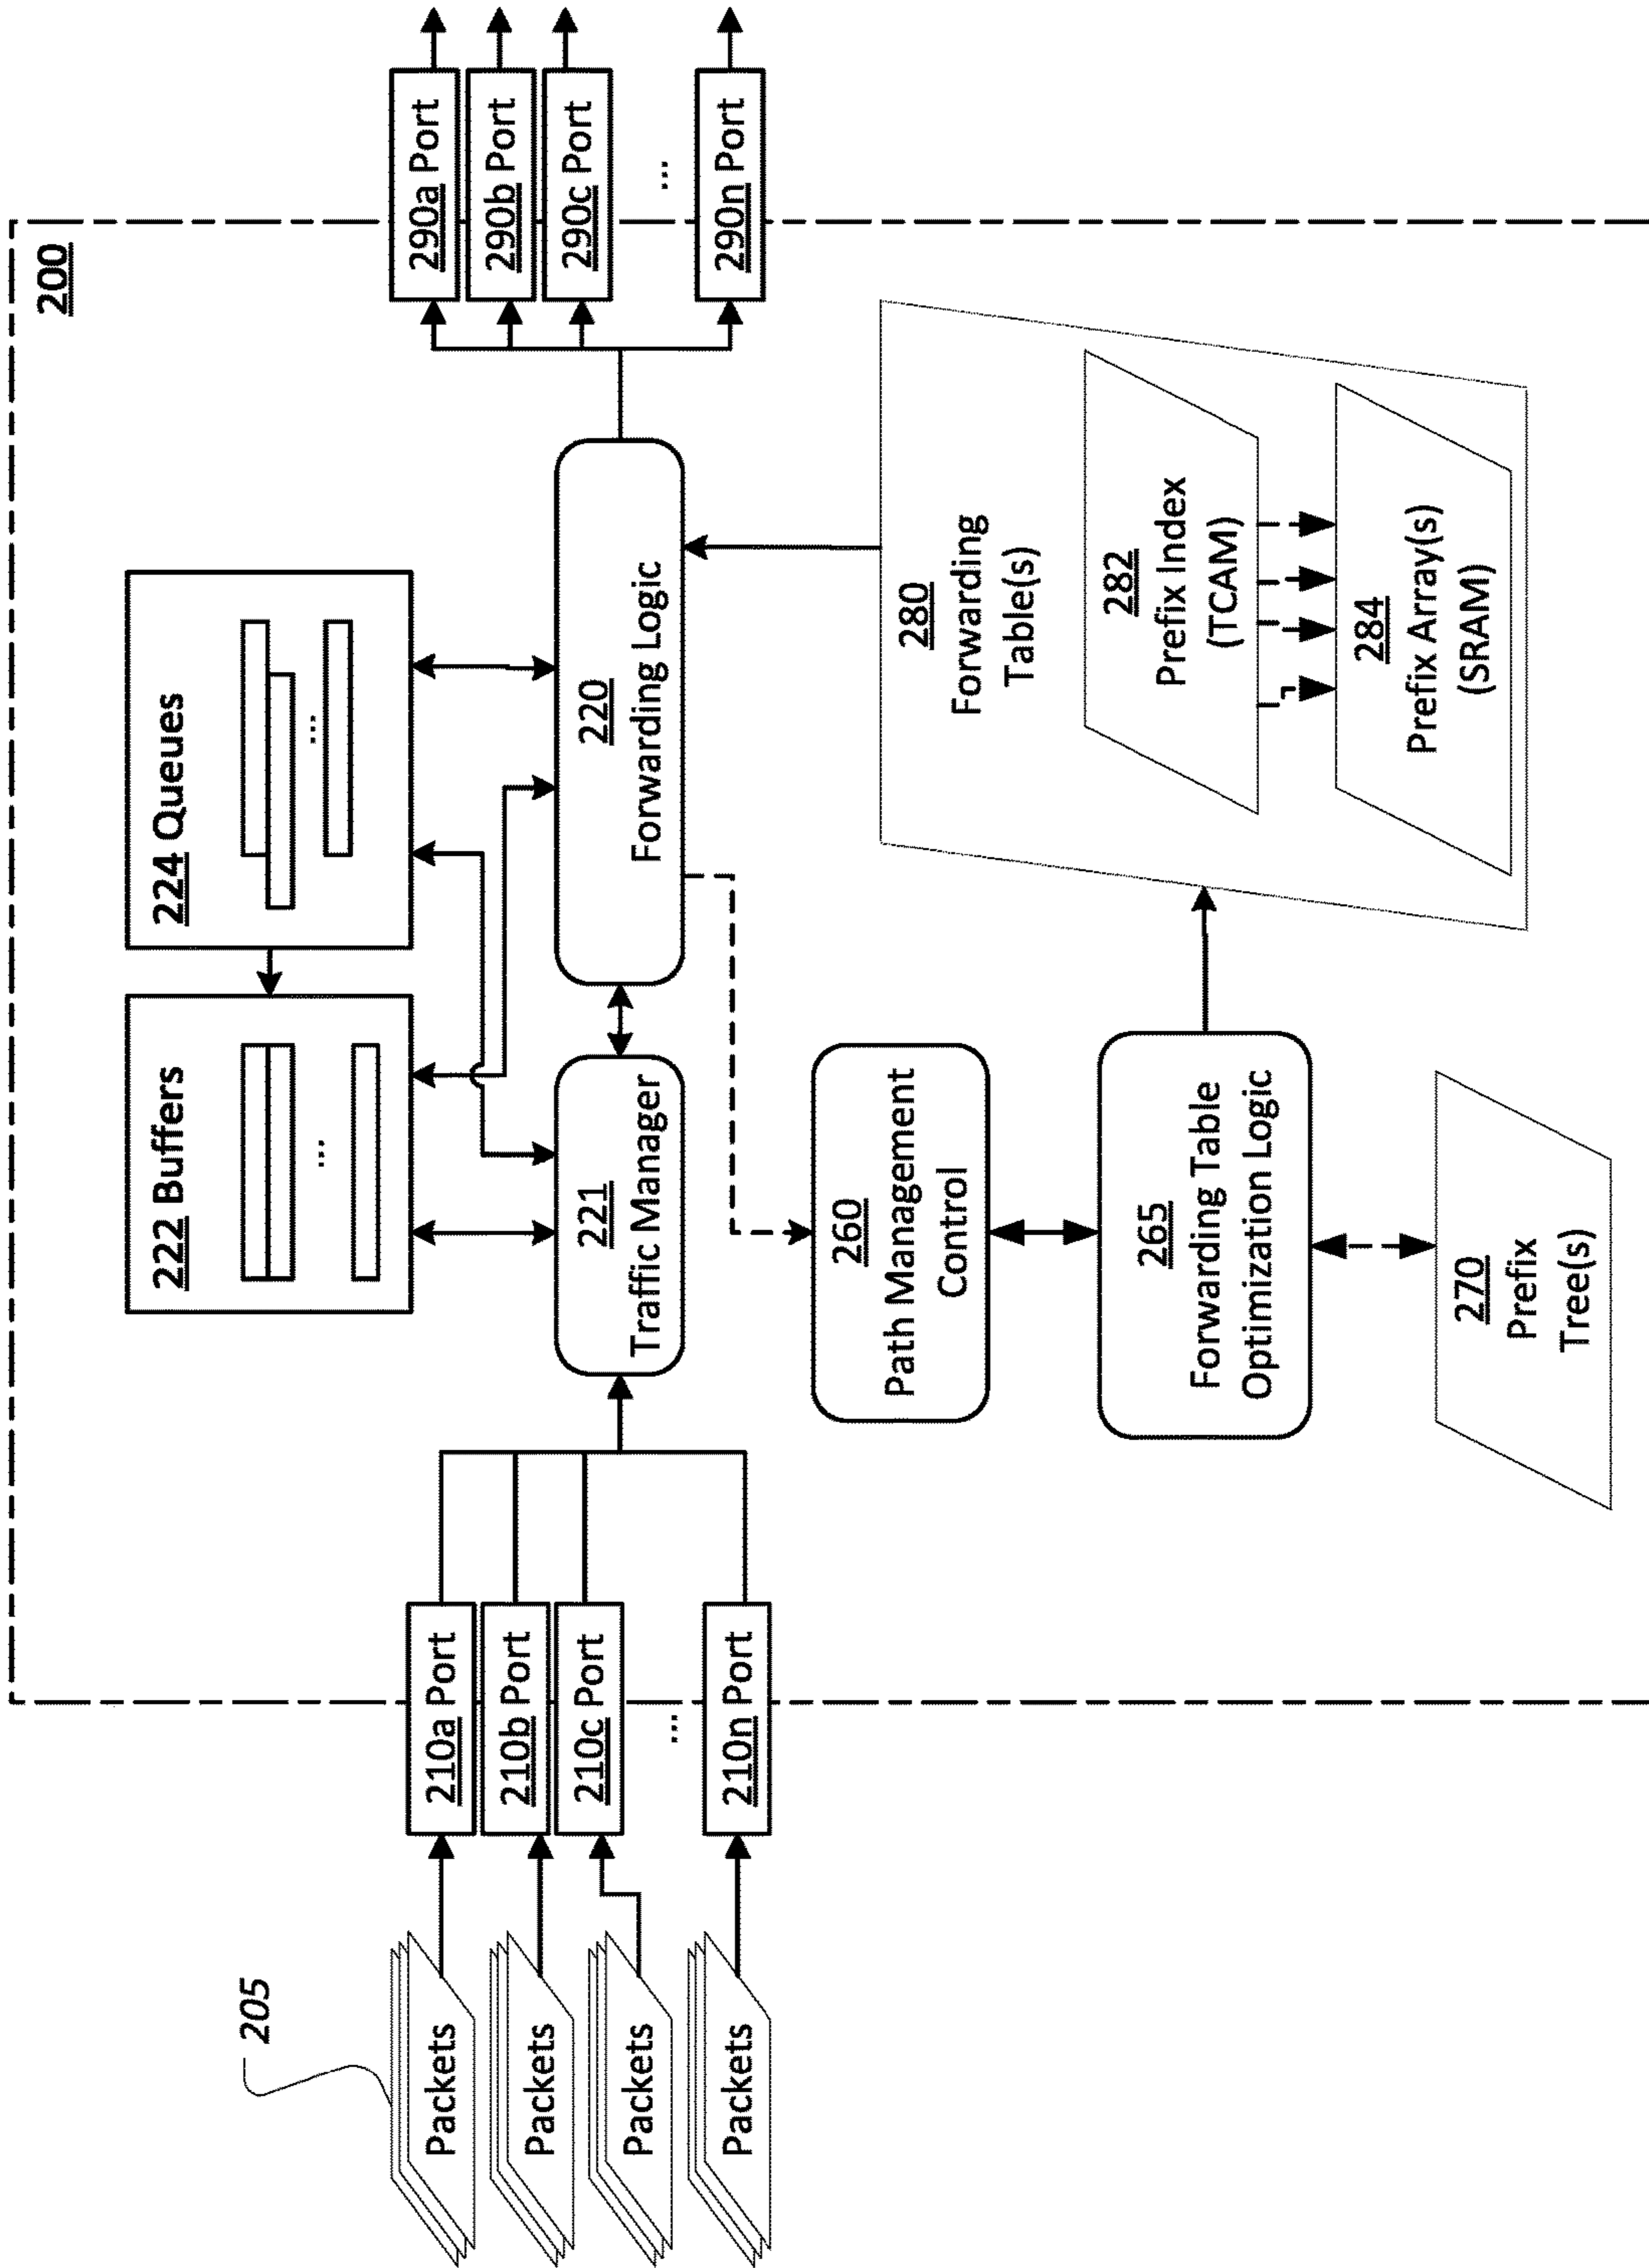 200
205
Packets
Packets
Packets
Packets
210a Port
210b Port
210c Port
...
210n Port
222 Buffers
...
224 Queues
...
221
Traffic Manager
220
Forwarding Logic
290a Port
290b Port
290c Port
...
290n Port
260
Path Management
Control
265
Forwarding Table
Optimization Logic
270
Prefix
Tree(s)
280
Forwarding
Table(s)
282
Prefix Index
(TCAM)
284
Prefix Array(s)
(SRAM)